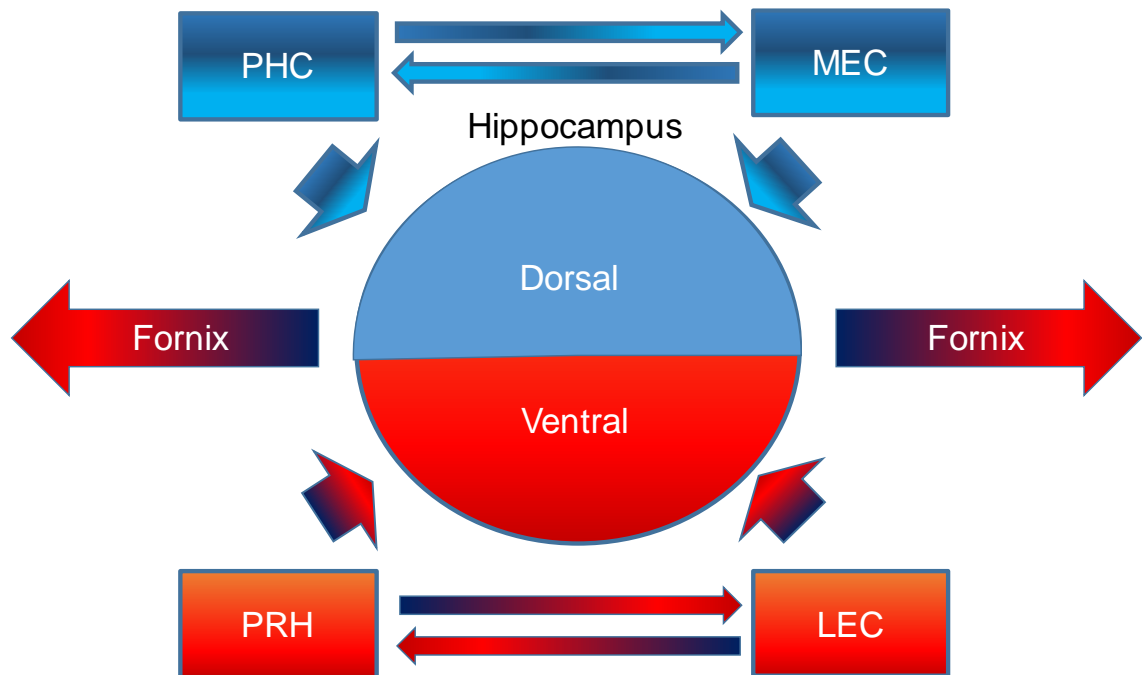 PHC
MEC
Hippocampus
Dorsal
Fornix
Fornix
Ventral
PRH
LEC